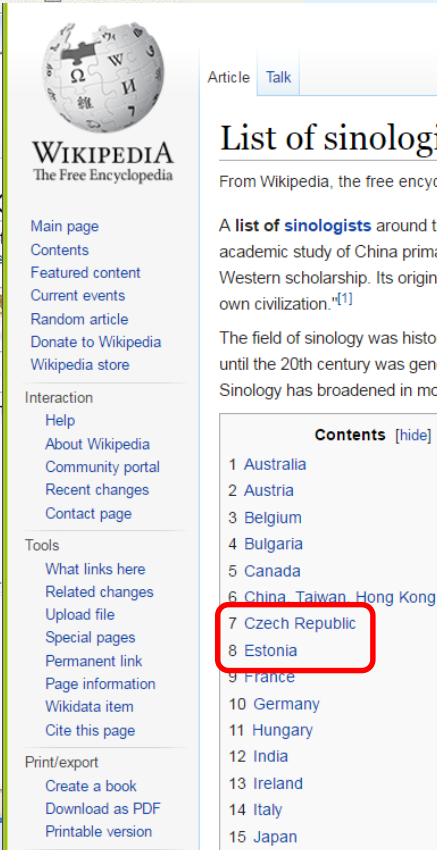 Ω
W
И
維
7
WIKIPEDIA
The Free Encyclopedia
Main page
Contents
Featured content
Current events
Random article
Donate to Wikipedia
Wikipedia store
Interaction
Help
About Wikipedia
Community portal
Recent changes
Contact page
Tools
What links here
Related changes
Upload file
Special pages
Permanent link
Page information
Wikidata item
Cite this page
Print/export
Create a book
Download as PDF
Printable version
Article Talk
List of sinologi
From Wikipedia, the free encyc
A list of sinologists around t
academic study of China prima
Western scholarship. Its origin
own civilization."[1]
The field of sinology was histo
until the 20th century was gen
Sinology has broadened in mo
Contents [hide]
1 Australia
2 Austria
3 Belgium
4 Bulgaria
5 Canada
6 China, Taiwan, Hong Kong
7 Czech Republic
8 Estonia
9 France
10 Germany
11 Hungary
12 India
13 Ireland
14 Italy
15 Japan